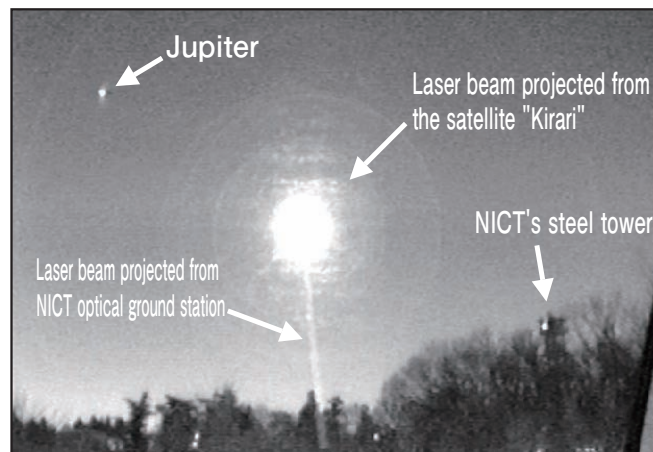 Jupiter
Laser beam projected from
the satellite "Kirari"
NICT's steel tower
Laser beam projected from
NICT optical ground station